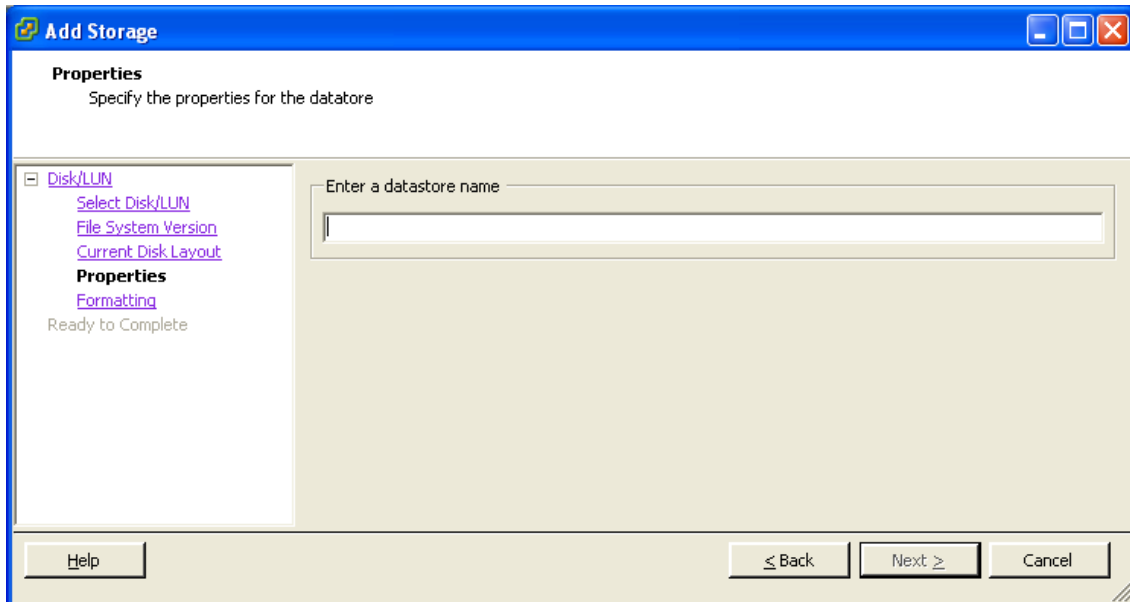 Add Storage
Properties
Specify the properties for the datatore
Disk/LUN
Select Disk/LUN
File System Version
Current Disk Layout
Properties
Formatting
Ready to Complete
Enter a datastore name
Help
< Back
Next >
Cancel